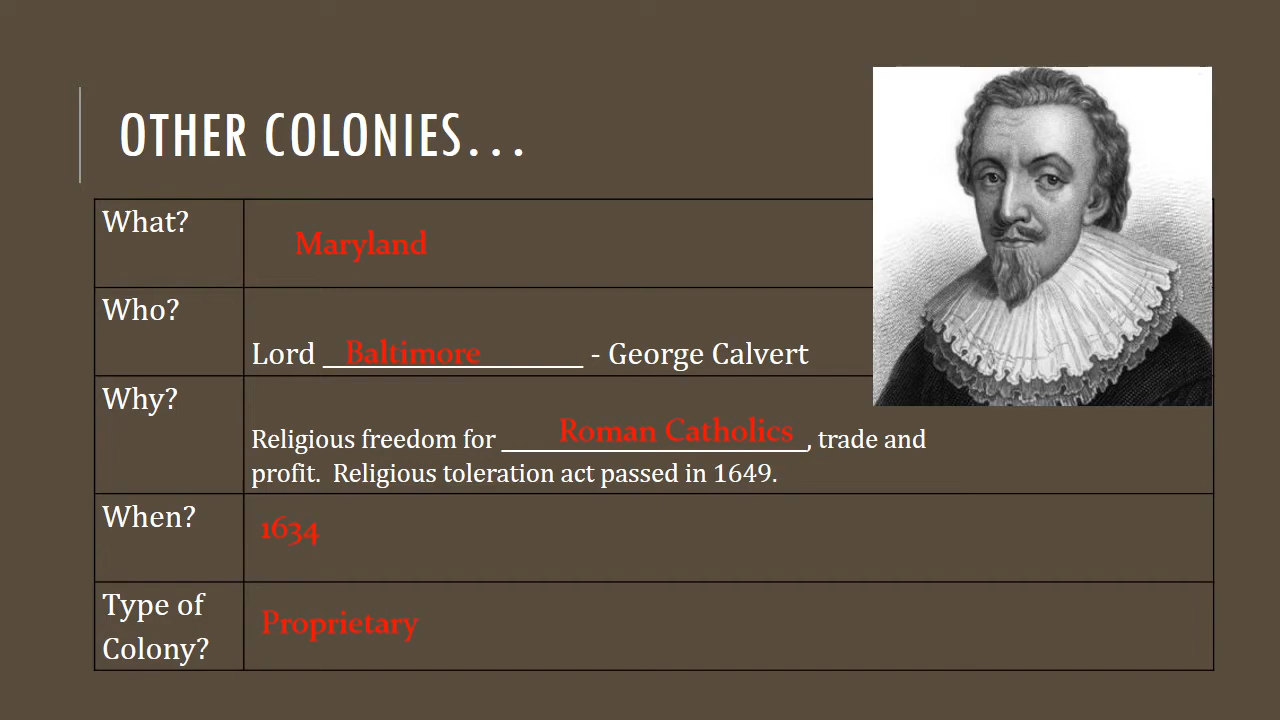 OTHER COLONIES...
What?
Maryland
Who?
Lord Baltimore - George Calvert
Why?
Religious freedom for Roman Catholics, trade and
profit. Religious toleration act passed in 1649.
When?
1634
Type of
Colony?
Proprietary